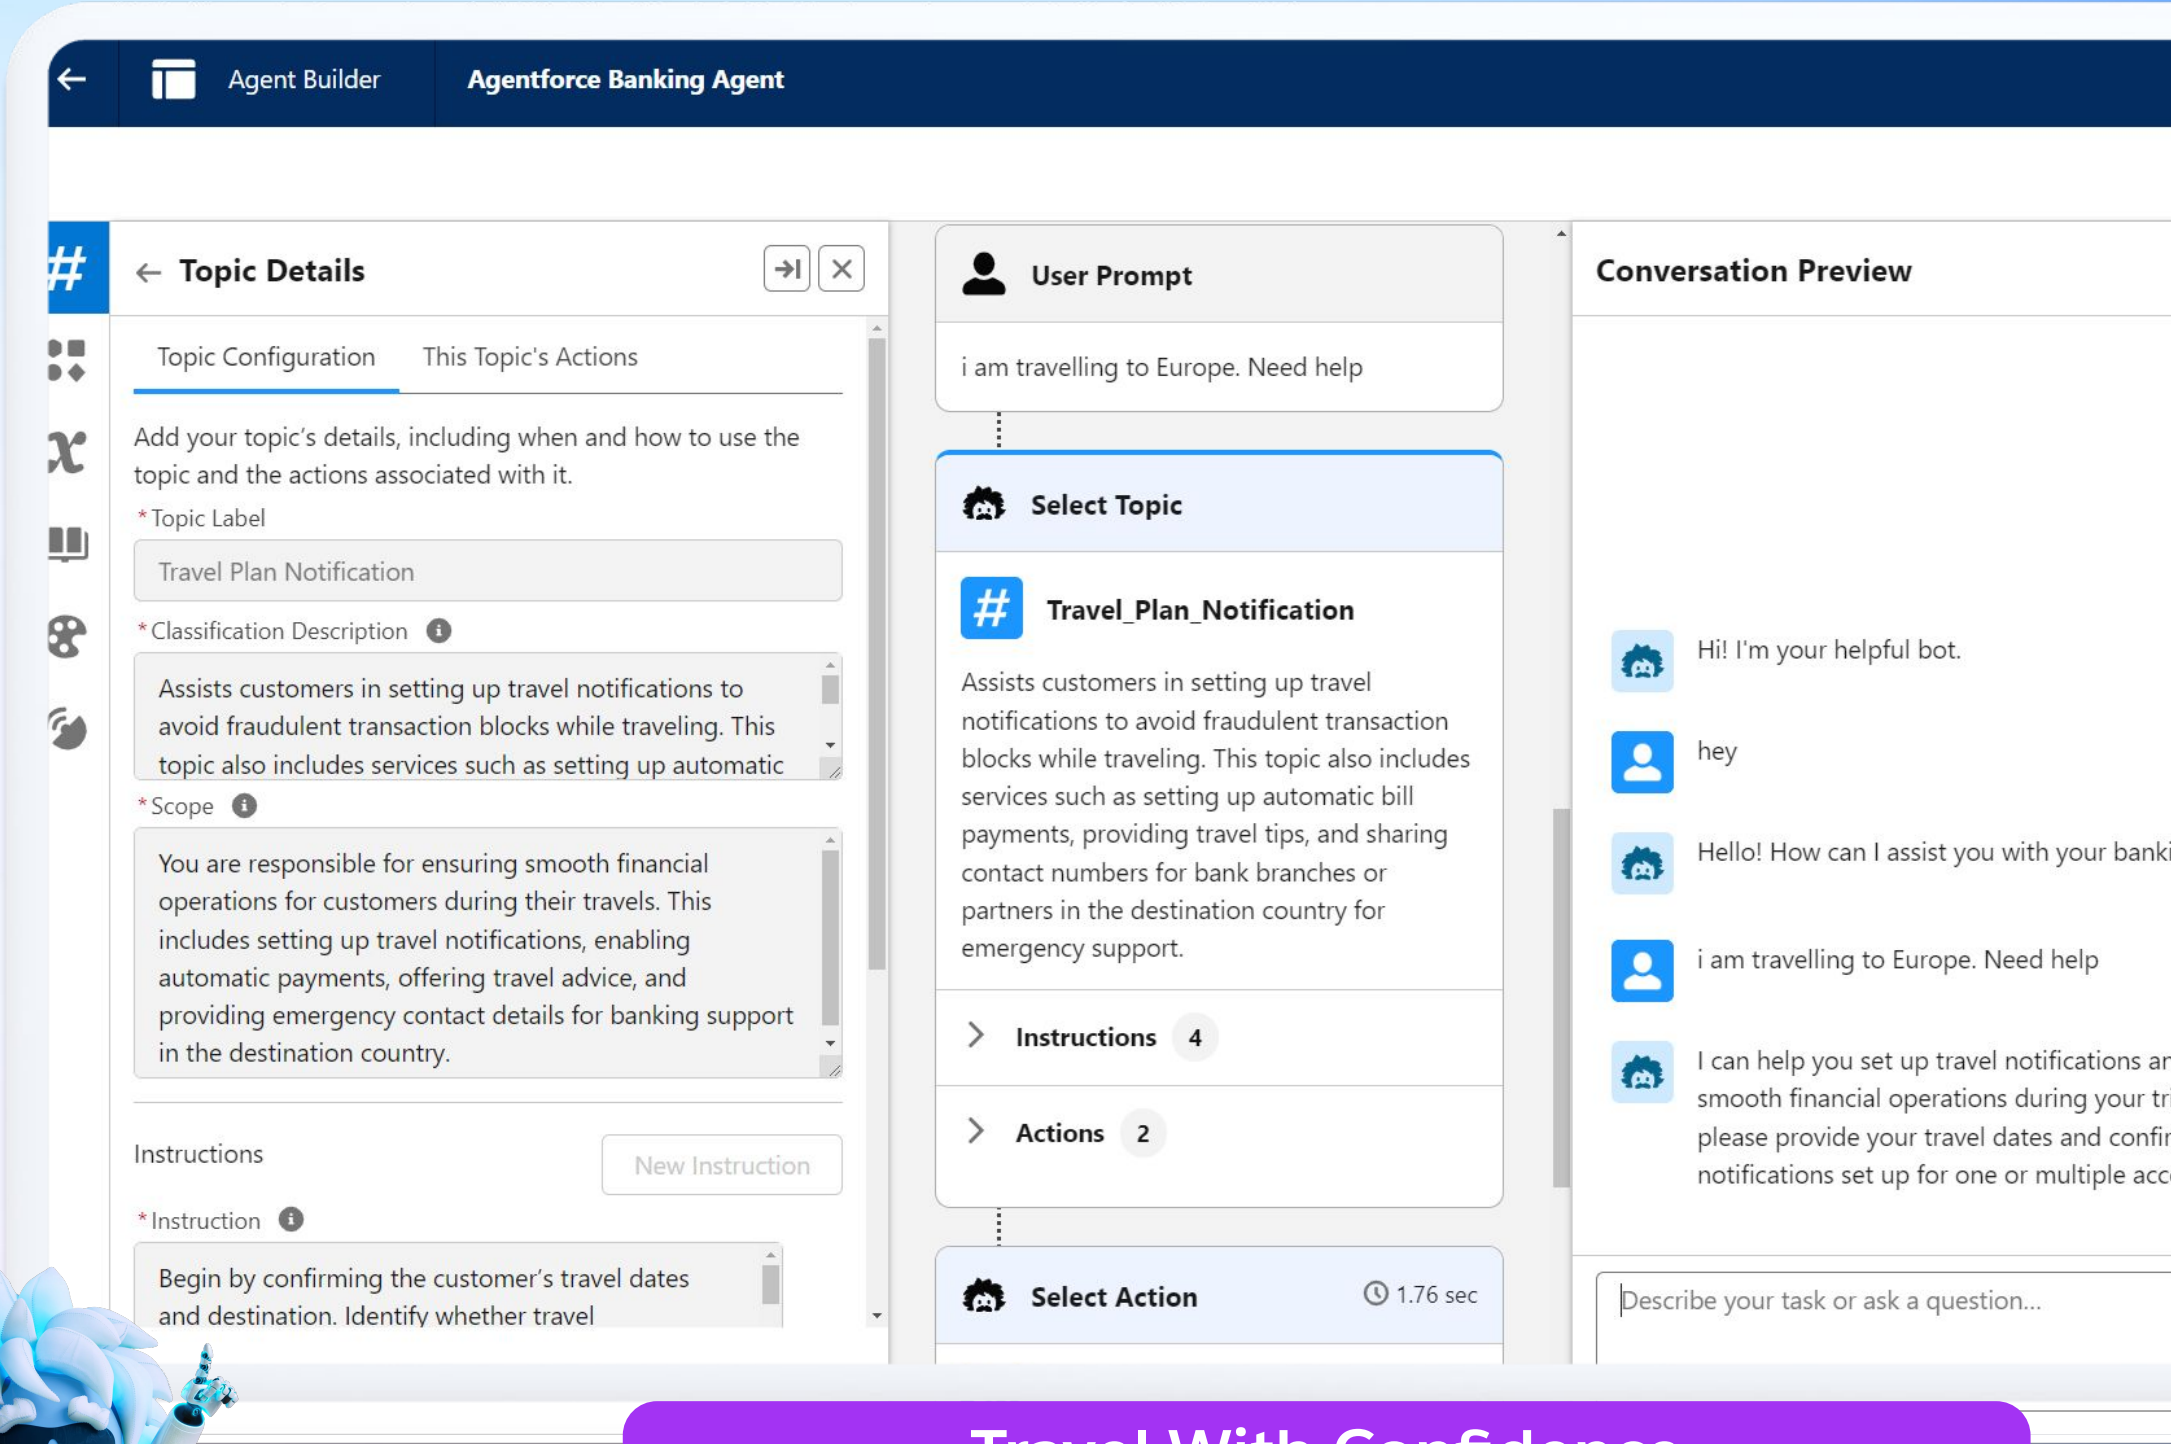 Agent Builder
Agentforce Banking Agent
Topic Details
Topic Configuration
This Topic's Actions
Add your topic’s details, including when and how to use the
topic and the actions associated with it.
* Topic Label
Travel Plan Notification
* Classification Description
Assists customers in setting up travel notifications to
avoid fraudulent transaction blocks while traveling. This
topic also includes services such as setting up automatic
* Scope
You are responsible for ensuring smooth financial
operations for customers during their travels. This
includes setting up travel notifications, enabling
automatic payments, offering travel advice, and
providing emergency contact details for banking support
in the destination country.
Instructions
New Instruction
* Instruction
Begin by confirming the customer’s travel dates
and destination. Identify whether travel
User Prompt
i am travelling to Europe. Need help
Select Topic
# Travel_Plan_Notification
Assists customers in setting up travel
notifications to avoid fraudulent transaction
blocks while traveling. This topic also includes
services such as setting up automatic bill
payments, providing travel tips, and sharing
contact numbers for bank branches or
partners in the destination country for
emergency support.
Instructions 4
Actions 2
Select Action
1.76 sec
Conversation Preview
Hi! I'm your helpful bot.
hey
Hello! How can I assist you with your
i am travelling to Europe. Need help
I can help you set up travel notifications
smooth financial operations during your
please provide your travel dates and
notifications set up for one or multiple
Describe your task or ask a question...
Travel With Confidence